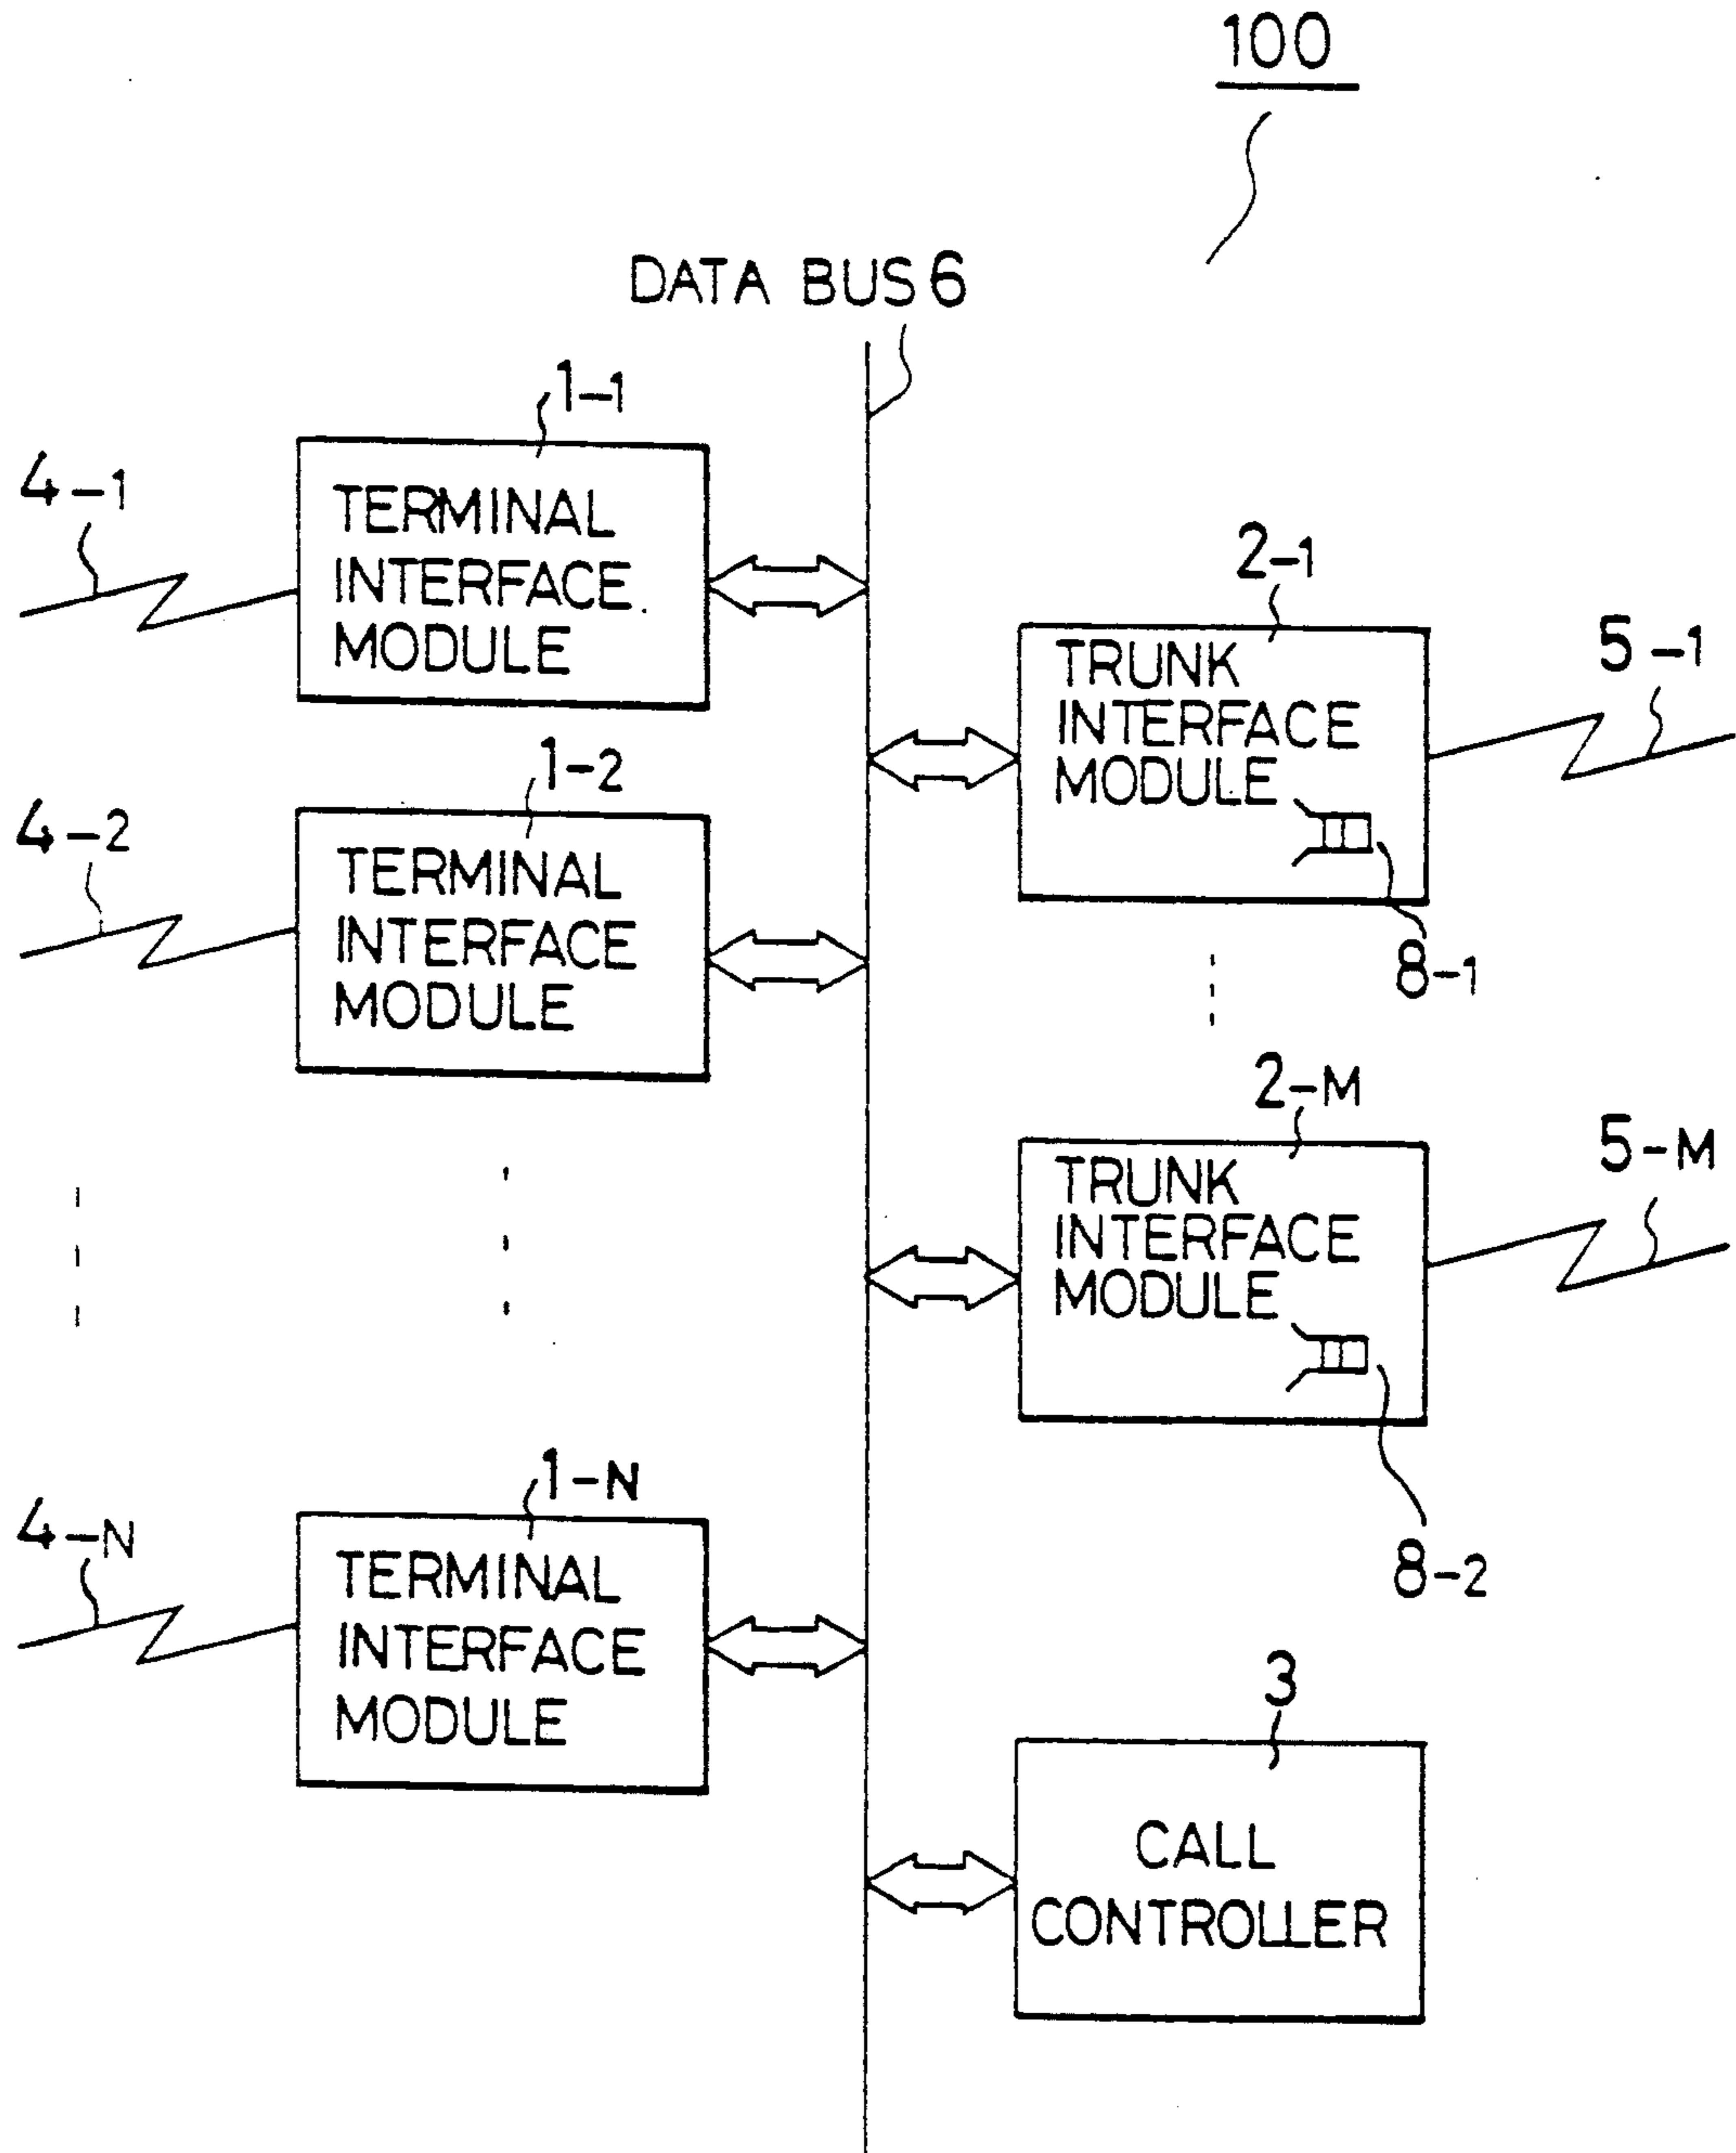 100
DATA BUS 6
1-1
4-1
TERMINAL
INTERFACE
MODULE
2-1
5-1
TRUNK
INTERFACE
MODULE
8-1
1-2
4-2
TERMINAL
INTERFACE
MODULE
2-M
5-M
TRUNK
INTERFACE
MODULE
8-2
1-N
4-N
TERMINAL
INTERFACE
MODULE
3
CALL
CONTROLLER